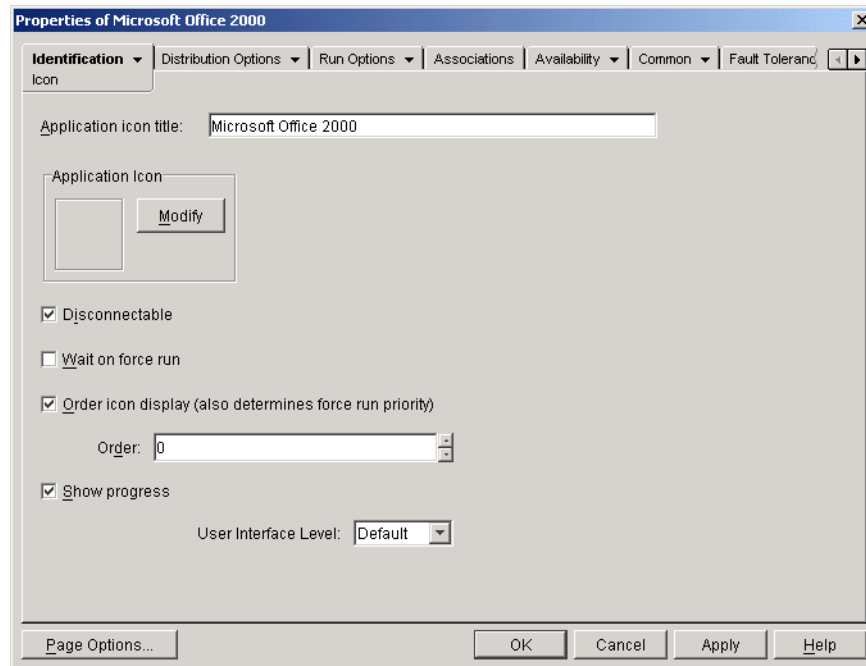 Properties of Microsoft Office 2000
Identification Distribution Options Run Options Associations Availability Common Fault Toleranc
Icon
Application icon title: Microsoft Office 2000
Application Icon
Modify
Disconnectable
Wait on force run
Order icon display (also determines force run priority)
Order: 0
Show progress
User Interface Level: Default
Page Options... OK Cancel Apply Help